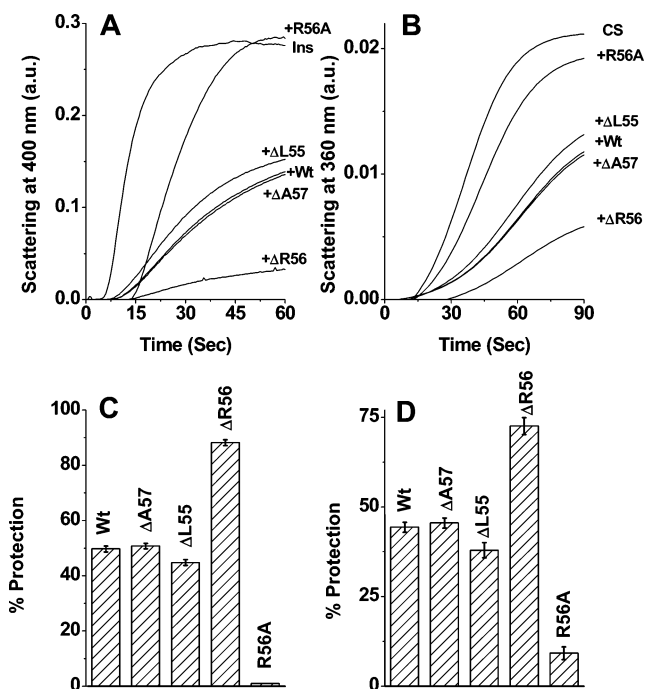 A
Scattering at 400 nm (a.u.)
0.3
0.2
0.1
0.0
+R56A
Ins
+ΔL55
+Wt
+ΔA57
+ΔR56
0 15 30 45 60
Time (Sec)
B
Scattering at 360 nm (a.u.)
0.02
0.01
0.00
CS
+R56A
+ΔL55
+Wt
+ΔA57
+ΔR56
0 30 60 90
Time (Sec)
C
% Protection
100
80
60
40
20
0
Wt
ΔA57
ΔL55
ΔR56
R56A
D
% Protection
75
50
25
0
Wt
ΔA57
ΔL55
ΔR56
R56A